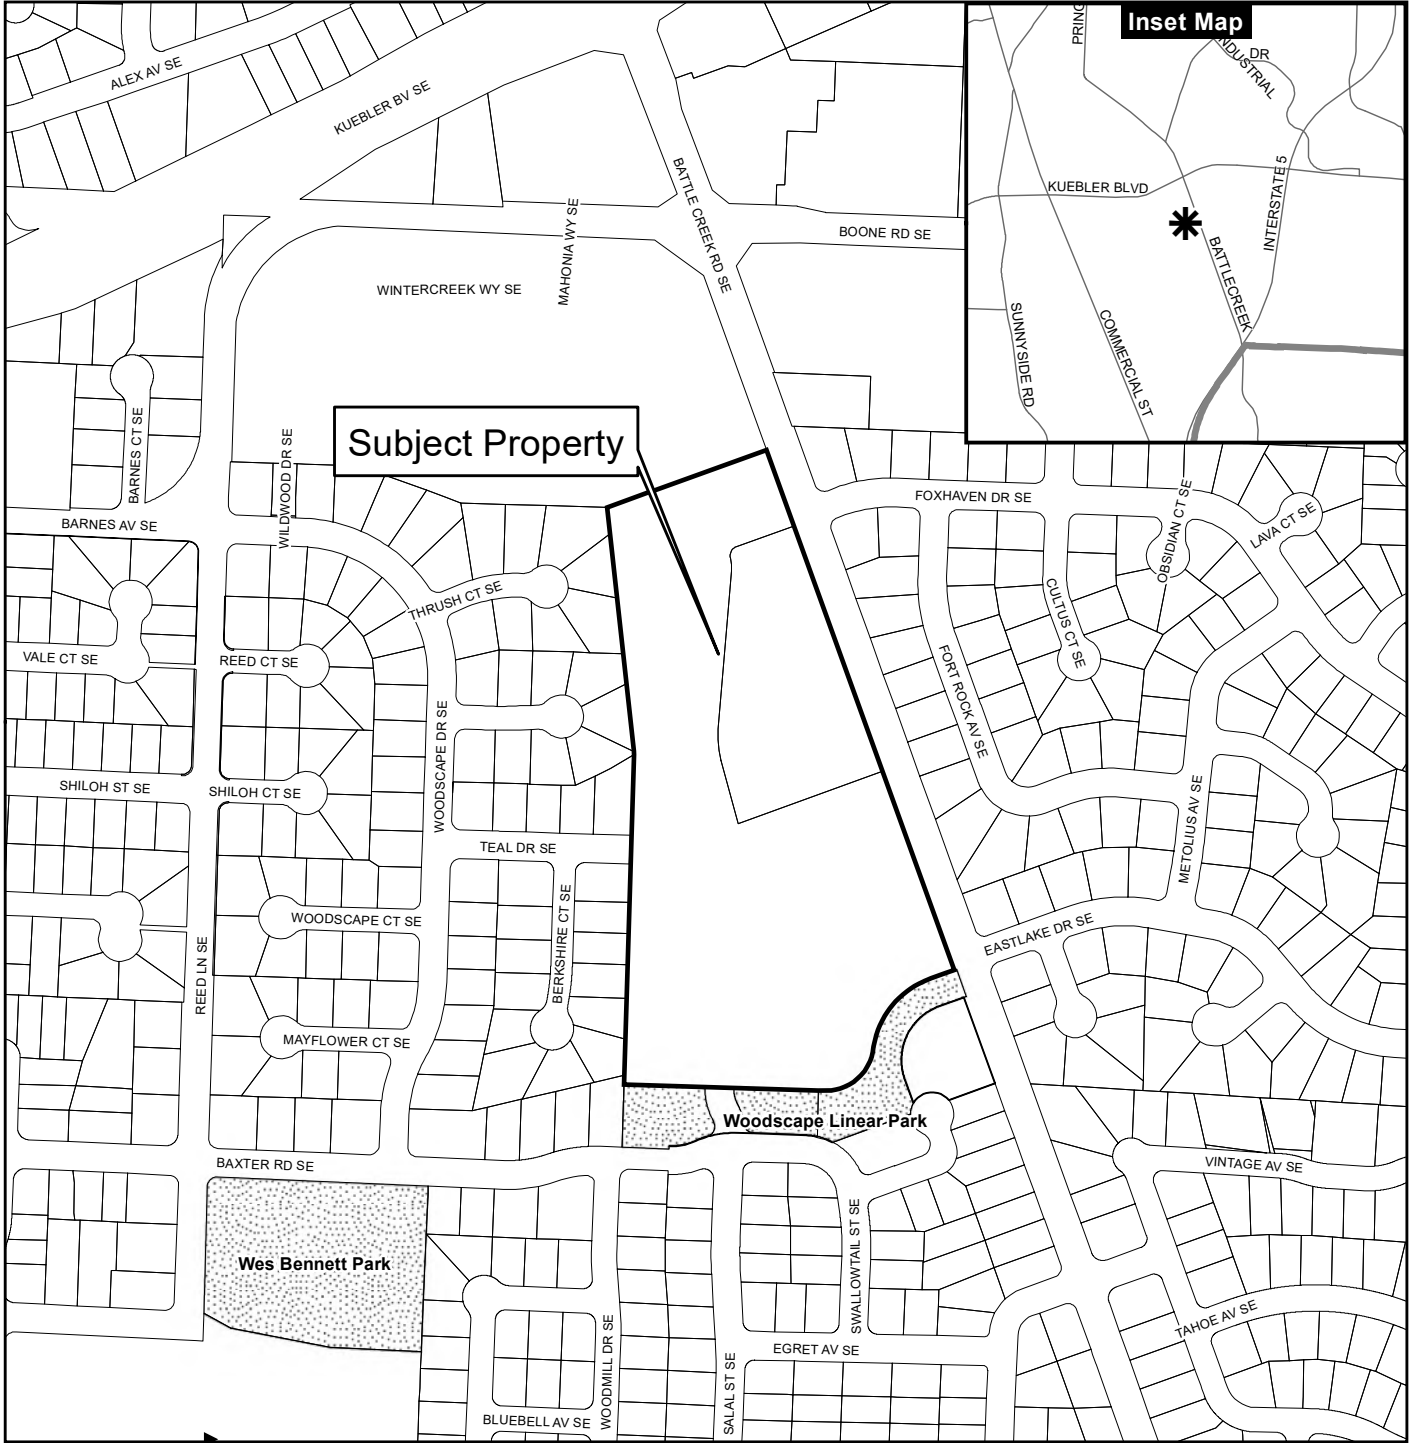 Inset Map
PRING
INDUSTRIAL
DR
KUEBLER BLVD
INTERSTATE 5
BATTLECREEK
SUNNYSIDE RD
COMMERCIAL ST
ALEX AV SE
KUEBLER BV SE
BATTLE CREEK RD SE
MAHONIA WY SE
BOONE RD SE
WINTERCREEK WY SE
BARNES CT SE
Subject Property
WILDWOOD DR SE
BARNES AV SE
FOXHAVEN DR SE
OBSIDIAN CT SE
LAVA CT SE
THRUSH CT SE
CULTUS CT SE
VALE CT SE
REED CT SE
FORT ROCK AV SE
WOODSCAPE DR SE
SHILOH ST SE
SHILOH CT SE
METOLIUS AV SE
TEAL DR SE
BERKSHIRE CT SE
WOODSCAPE CT SE
EASTLAKE DR SE
REED LN SE
MAYFLOWER CT SE
Woodscape Linear Park
BAXTER RD SE
VINTAGE AV SE
Wes Bennett Park
SWALLOWTAIL ST SE
TAHOE AV SE
WOODMILL DR SE
EGRET AV SE
SALAL ST SE
BLUEBELL AV SE